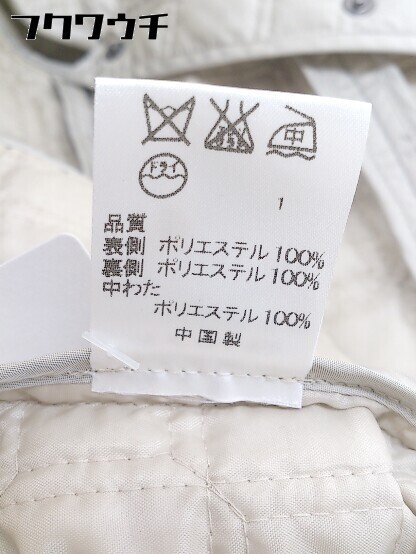 フクワウチ
中
ドライ
1
品質
表側 ポリエステル 100%
裏側 ポリエステル 100%
中わた
ポリエステル 100%
中国製